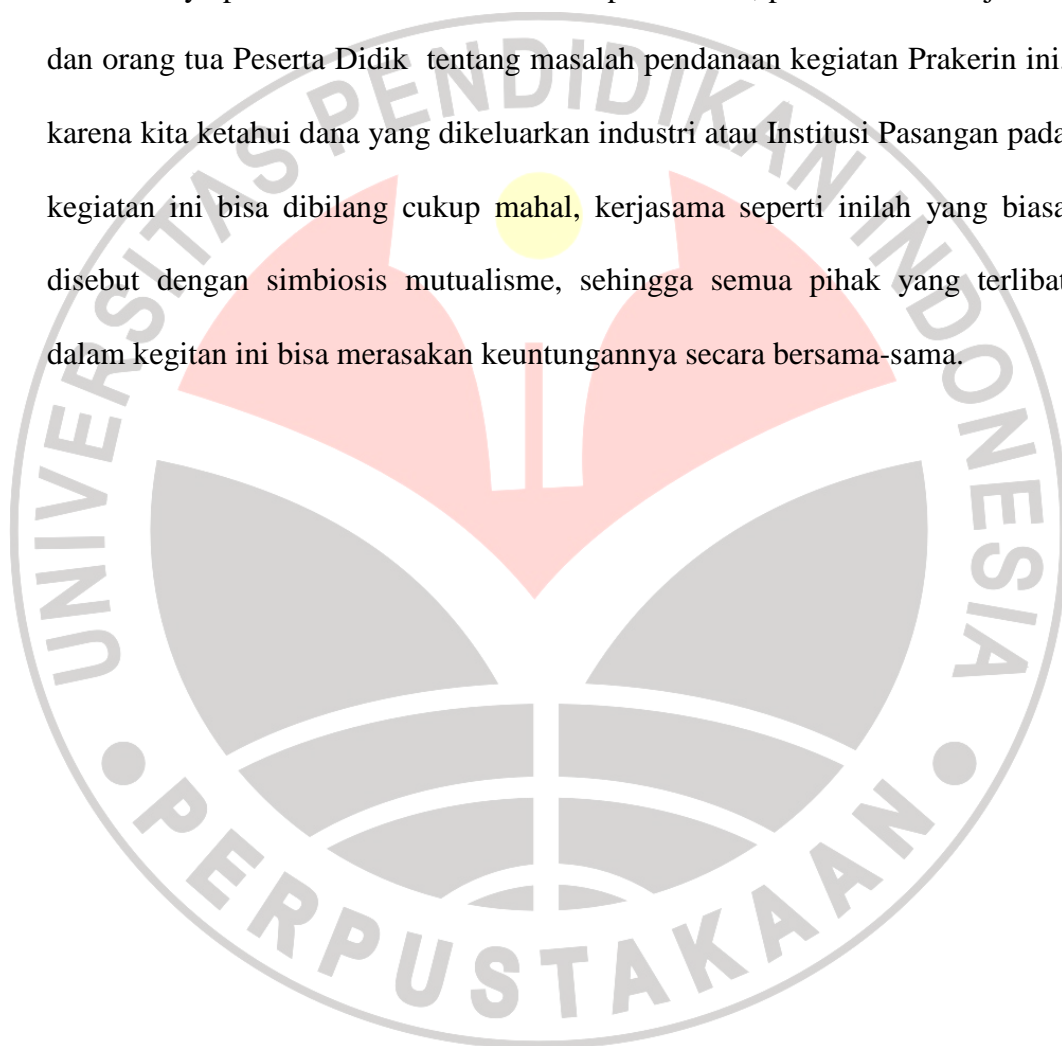 dan orang tua Peserta Didik tentang masalah pendanaan kegiatan Prakerin ini.
karena kita ketahui dana yang dikeluarkan industri atau Institusi Pasangan pada
kegiatan ini bisa dibilang cukup mahal, kerjasama seperti inilah yang biasa
disebut dengan simbiosis mutualisme, sehingga semua pihak yang terlibat
dalam kegitan ini bisa merasakan keuntungannya secara bersama-sama.
UNIVERSITAS PENDIDIKAN INDONESIA
PERPUSTAKAAN